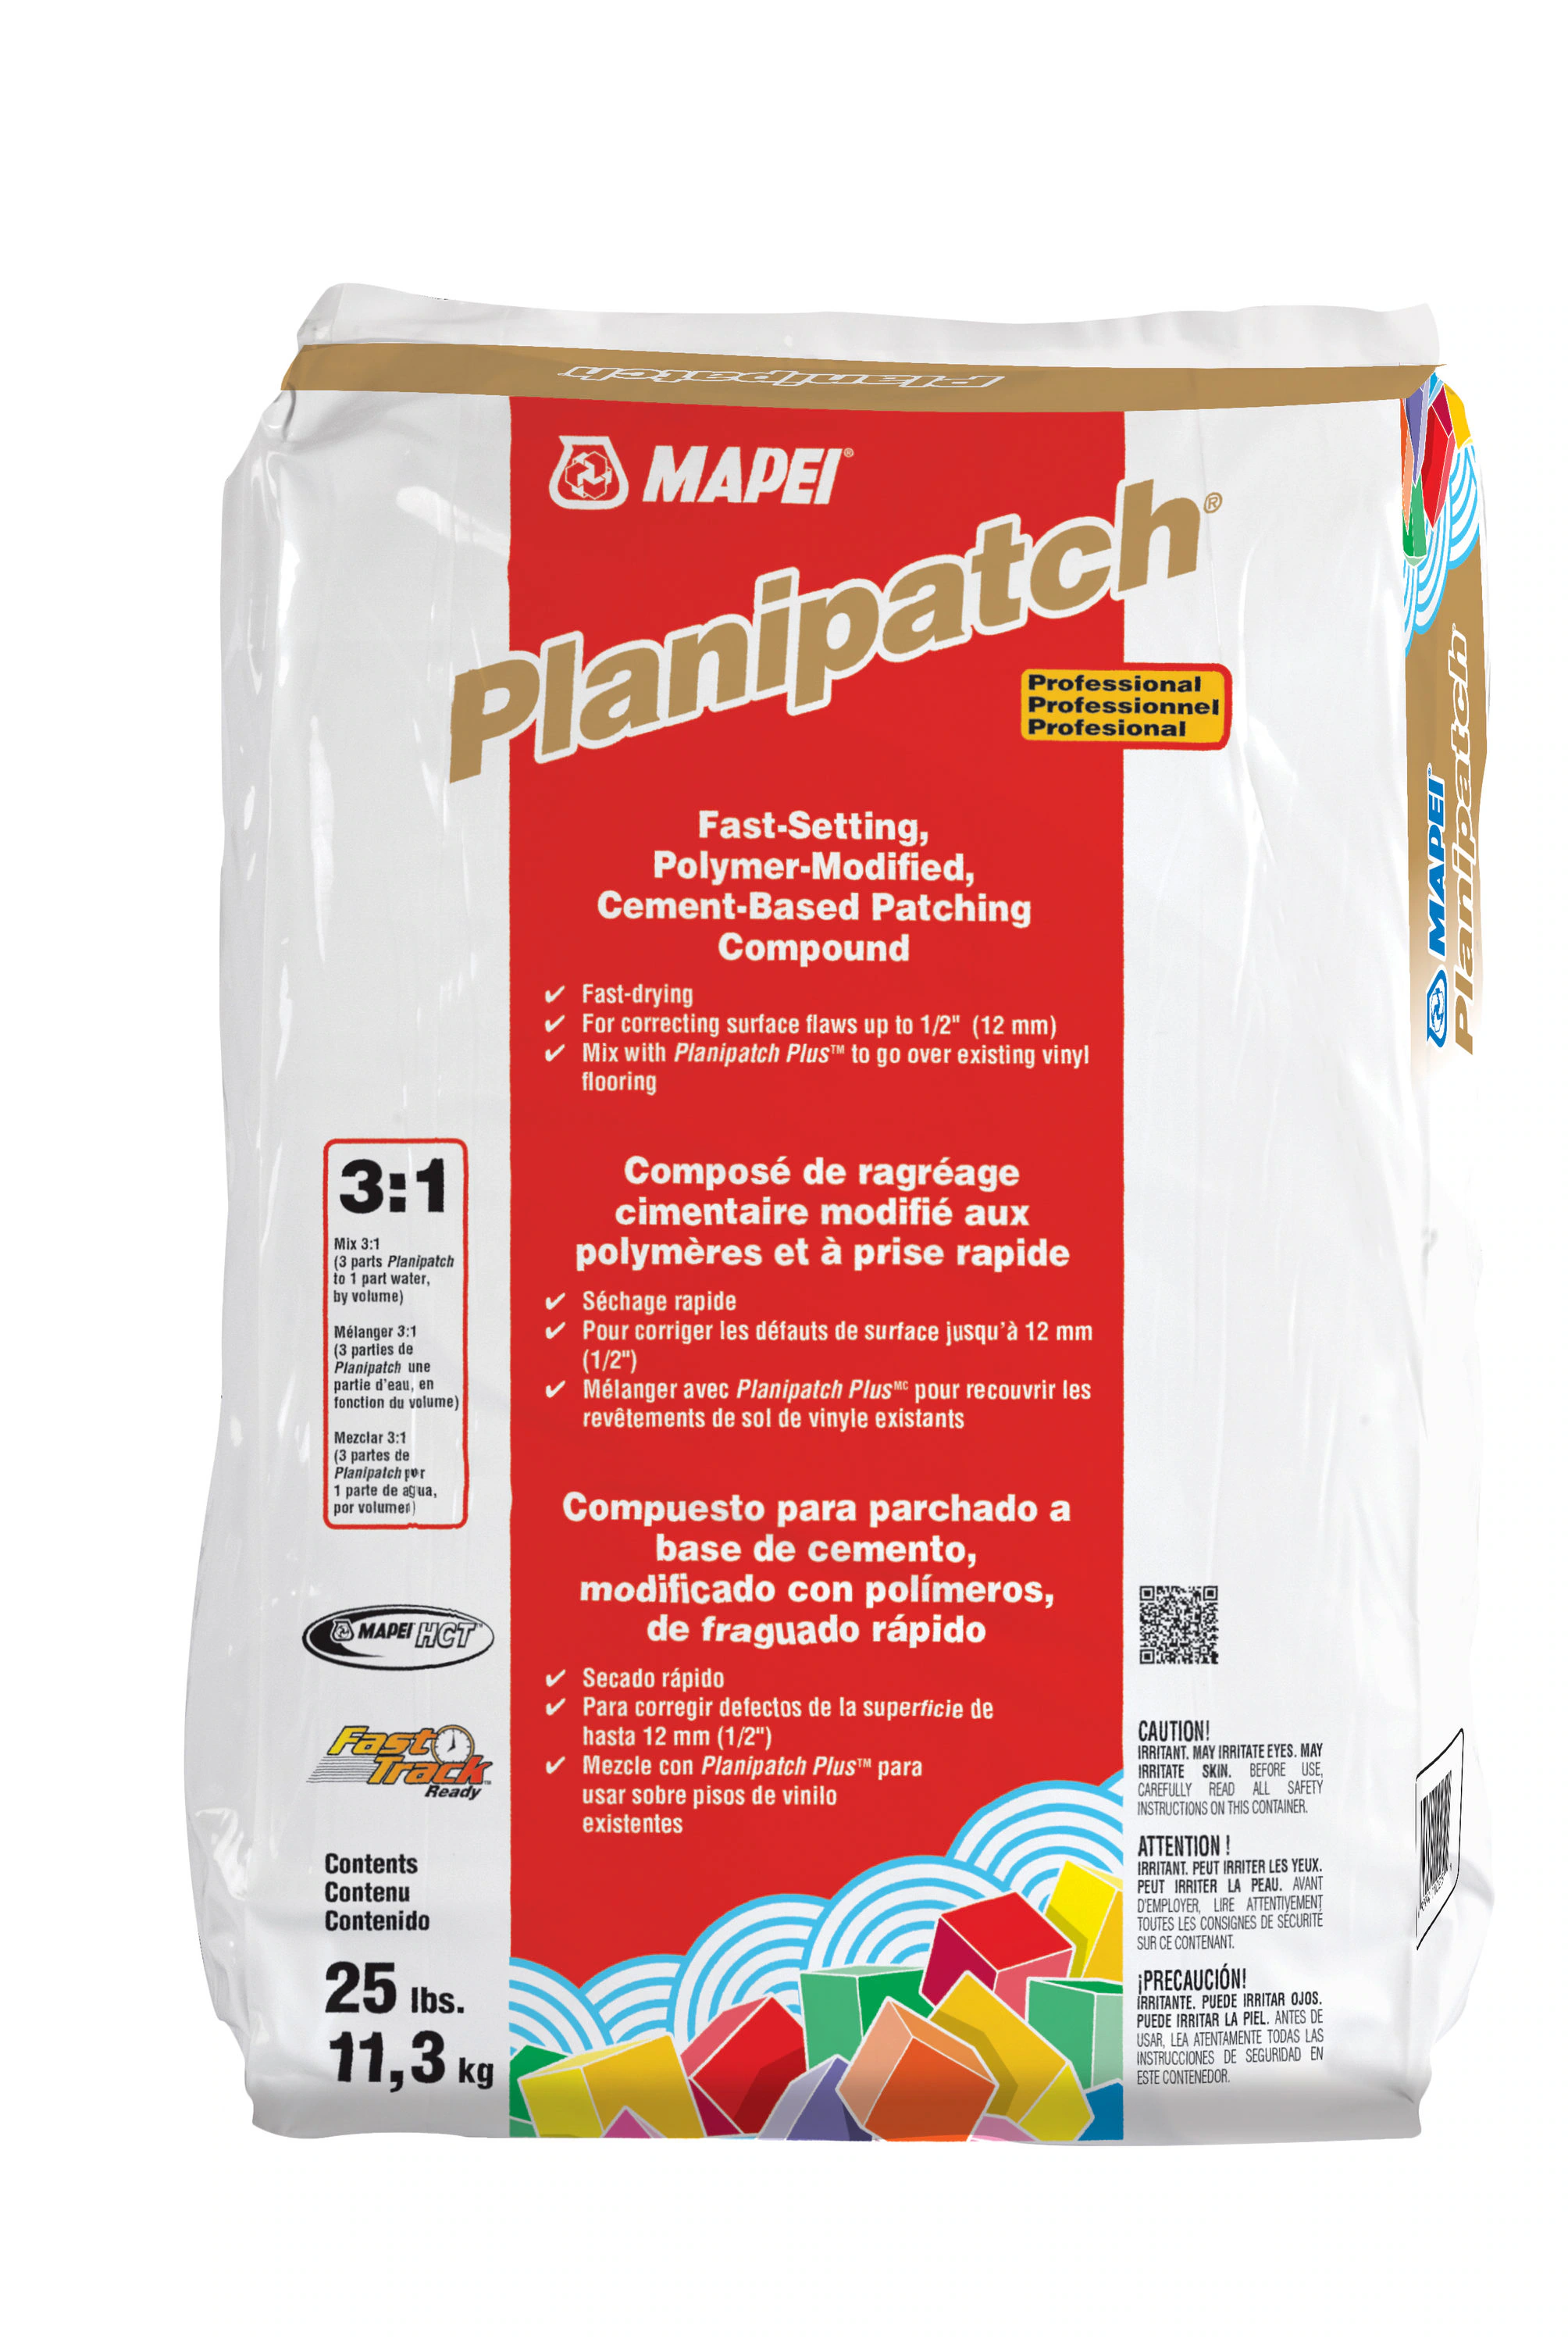 Planipatch
MAPEI®
Planipatch®
Professional
Professionnel
Profesional
Fast-Setting,
Polymer-Modified,
Cement-Based Patching
Compound
✔ Fast-drying
✔ For correcting surface flaws up to 1/2" (12 mm)
✔ Mix with Planipatch Plus™ to go over existing vinyl
flooring
3:1
Mix 3:1
(3 parts Planipatch
to 1 part water,
by volume)
Mélanger 3:1
(3 parties de
Planipatch une
partie d'eau, en
fonction du volume)
Mezclar 3:1
(3 partes de
Planipatch por
1 parte de agua,
por volumen)
Composé de ragréage
cimentaire modifié aux
polymères et à prise rapide
✔ Séchage rapide
✔ Pour corriger les défauts de surface jusqu'à 12 mm
(1/2")
✔ Mélanger avec Planipatch Plus MC pour recouvrir les
revêtements de sol de vinyle existants
Compuesto para parchado a
base de cemento,
modificado con polímeros,
de fraguado rápido
✔ Secado rápido
✔ Para corregir defectos de la superficie de
hasta 12 mm (1/2")
✔ Mezcle con Planipatch Plus™ para
usar sobre pisos de vinilo
existentes
MAPEI HCT™
Fast
Track™
Ready
Contents
Contenu
Contenido
25 lbs.
11,3 kg
CAUTION!
IRRITANT. MAY IRRITATE EYES. MAY
IRRITATE SKIN. BEFORE USE,
CAREFULLY READ ALL SAFETY
INSTRUCTIONS ON THIS CONTAINER.
ATTENTION !
IRRITANT. PEUT IRRITER LES YEUX.
PEUT IRRITER LA PEAU. AVANT
D'EMPLOYER, LIRE ATTENTIVEMENT
TOUTES LES CONSIGNES DE SÉCURITÉ
SUR CE CONTENANT.
¡PRECAUCIÓN!
IRRITANTE. PUEDE IRRITAR OJOS.
PUEDE IRRITAR LA PIEL. ANTES DE
USAR, LEA ATENTAMENTE TODAS LAS
INSTRUCCIONES DE SEGURIDAD EN
ESTE CONTENEDOR.
MAPEI®
Planipatch®